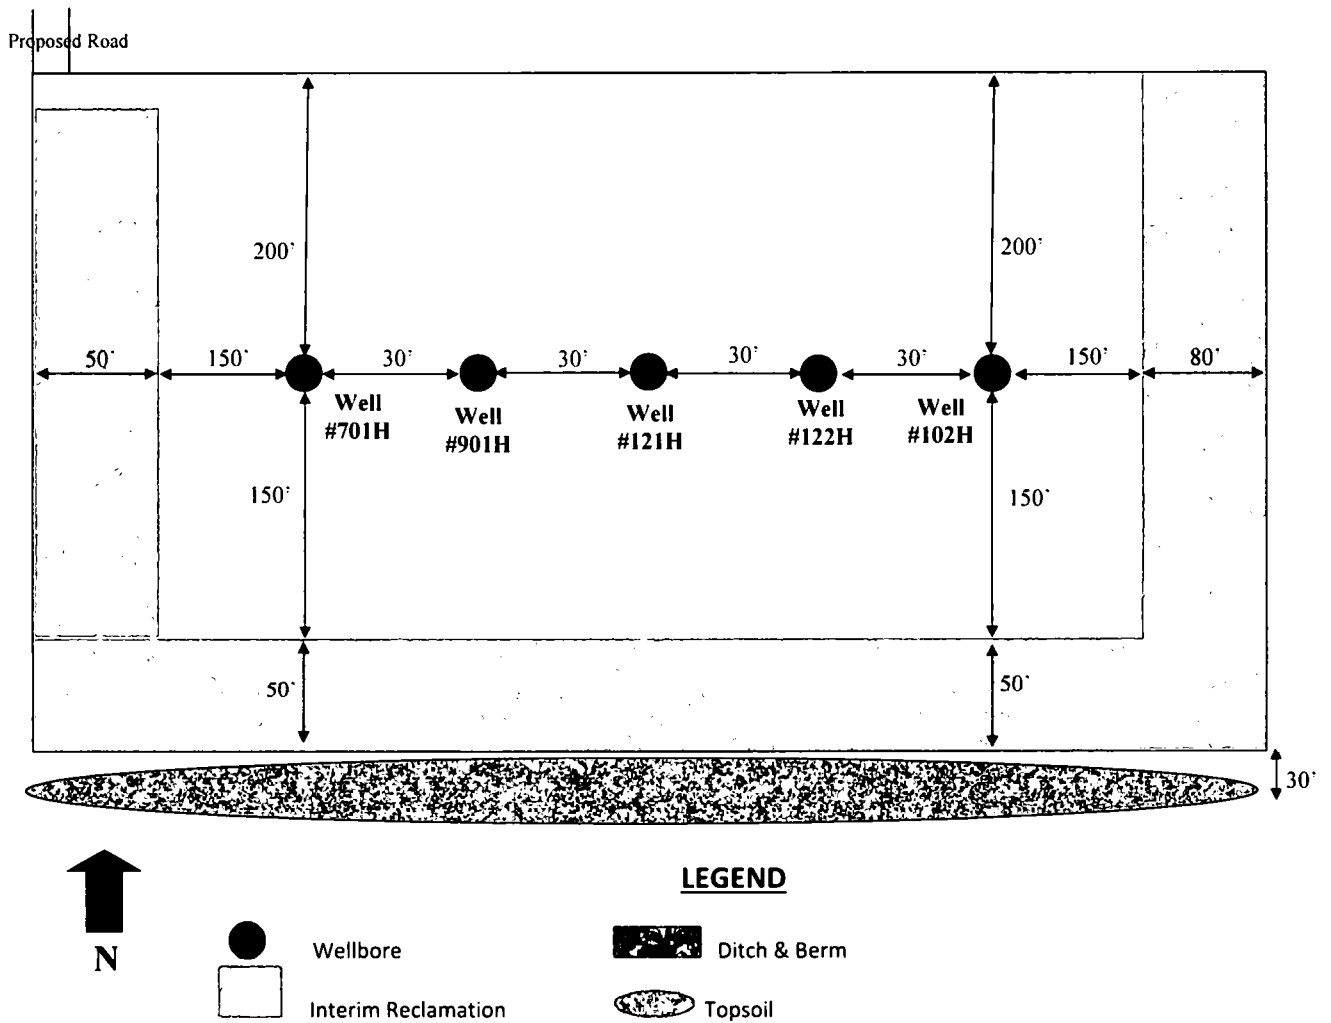 Proposed Road
200'
200'
50'
150'
30'
30'
30'
30'
150'
80'
Well
#701H
Well
#901H
Well
#121H
Well
#122H
Well
#102H
150'
150'
50'
50'
30'
LEGEND
N
Wellbore
Ditch & Berm
Interim Reclamation
Topsoil